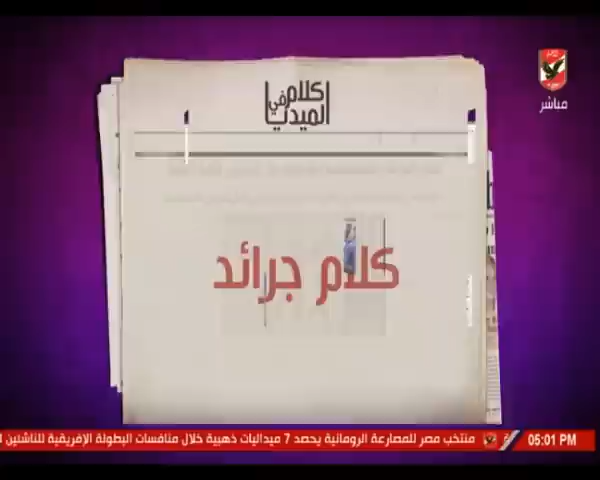 كلام
في
الميديا
مباشر
كلام جرائد
منتخب مصر للمصارعة الرومانية يحصد 7 ميداليات ذهبية خلال منافسات البطولة الإفريقية للناشئين
05:01 PM